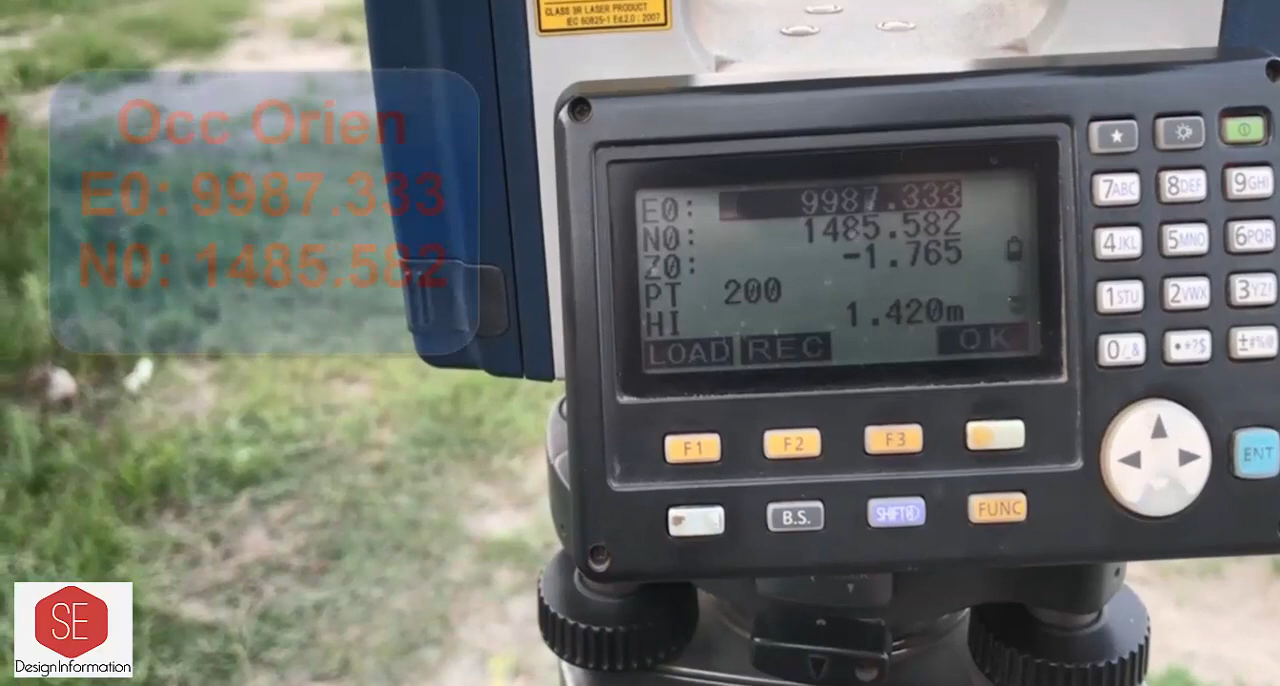 CLASS 3R LASER PRODUCT
IEC 60825-1 Ed.2.0 : 2007
Occ Orien
E0: 9987.333
N0: 1485.582
E0: 9987.333
N0: 1485.582
Z0: -1.765
PT 200
HI 1.420m
LOAD REC OK
★
7ABC 8DEF 9GHI
4JKL 5MNO 6PQR
1STU 2VWX 3YZ!
0/_& •*?$ ±#%@
F1 F2 F3
B.S. SHIFT FUNC
ENT
SE
Design Information